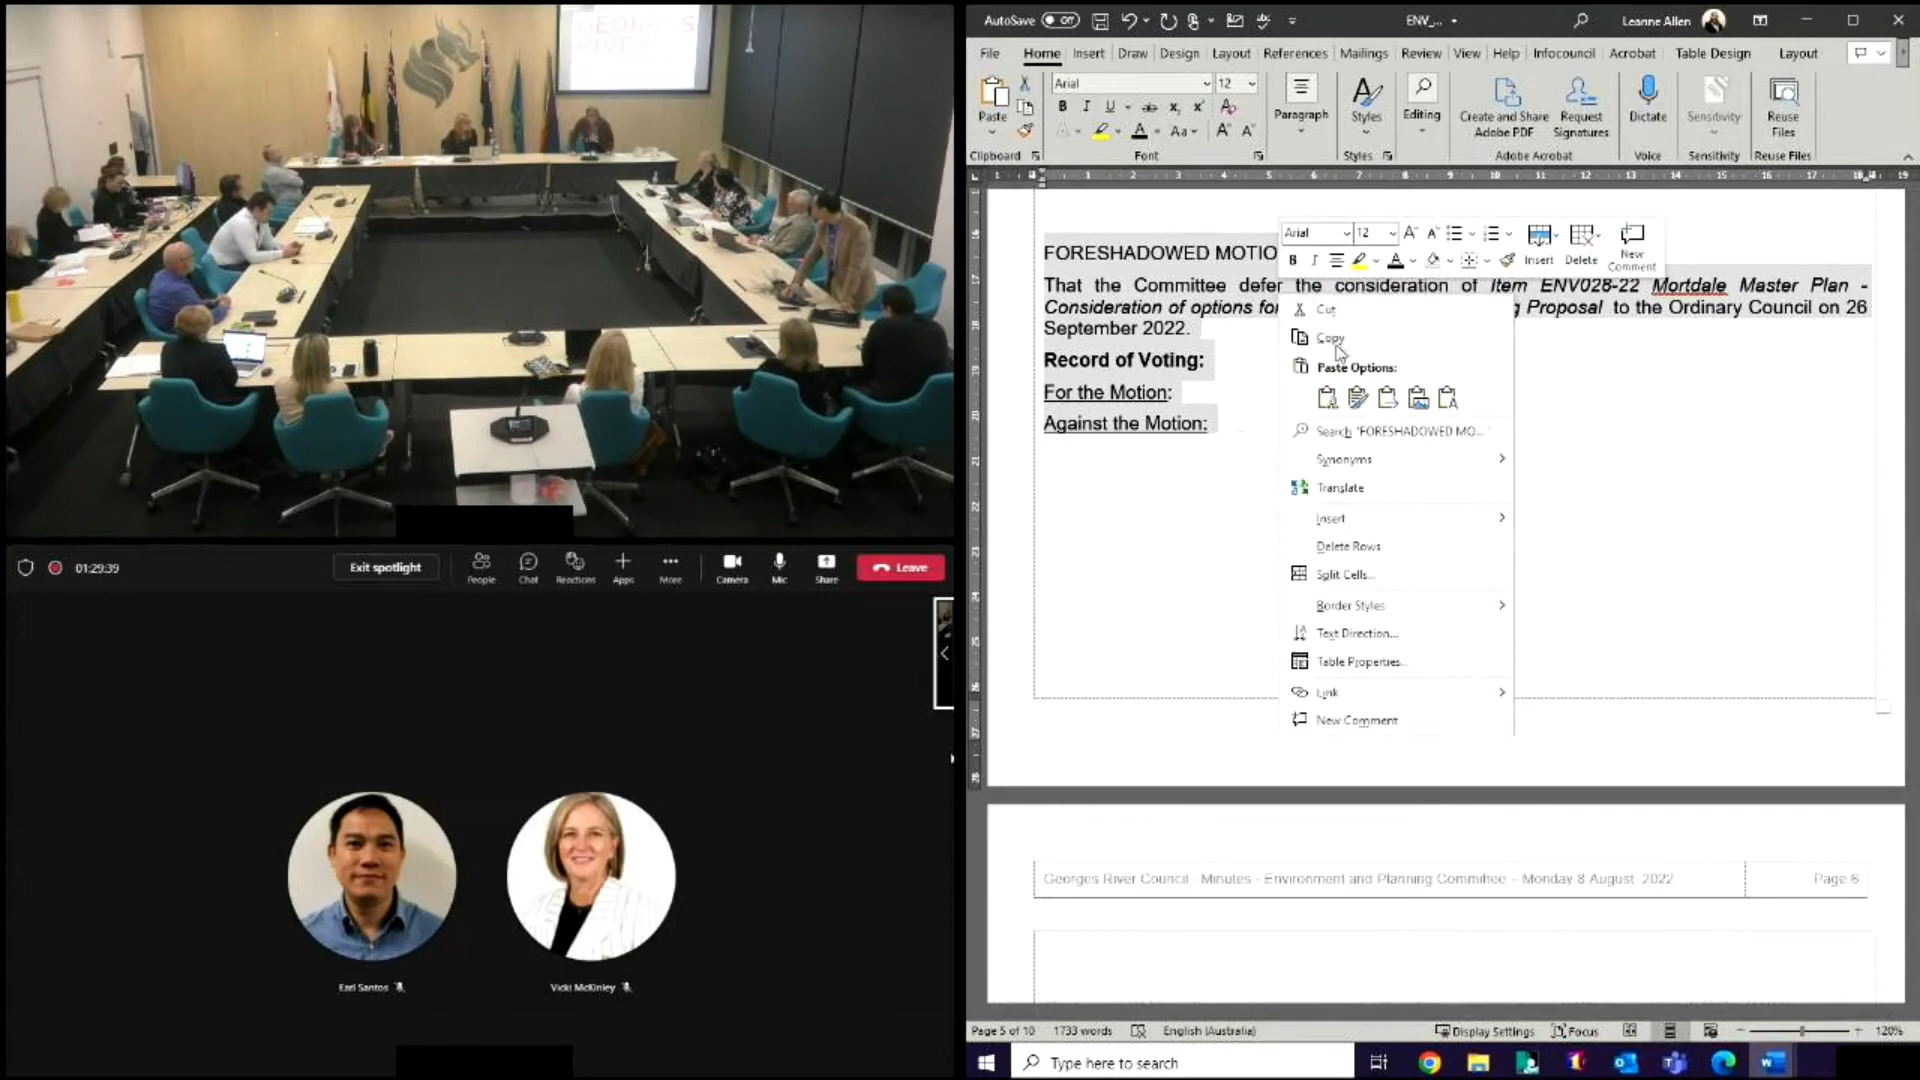 GEORGES
RIVER
01:29:39
Exit spotlight
People
Chat
Reactions
Apps
More
Camera
Mic
Share
Leave
Earl Santos
Vicki McKinley
AutoSave Off
ENV_...
Leanne Allen
File Home Insert Draw Design Layout References Mailings Review View Help Infocouncil Acrobat Table Design Layout
Paste
Clipboard
Arial 12
Font
Paragraph
Styles
Styles
Editing
Create and Share Adobe PDF
Request Signatures
Adobe Acrobat
Dictate
Voice
Sensitivity
Sensitivity
Reuse Files
Reuse Files
FORESHADOWED MOTIO
That the Committee defer the consideration of Item ENV028-22 Mortdale Master Plan -
Consideration of options for
g Proposal to the Ordinary Council on 26
September 2022.
Record of Voting:
For the Motion:
Against the Motion:
Arial 12
Insert
Delete
New Comment
Cut
Copy
Paste Options:
Search "FORESHADOWED MO...
Synonyms
Translate
Insert
Delete Rows
Split Cells...
Border Styles
Text Direction...
Table Properties...
Link
New Comment
Georges River Council - Minutes - Environment and Planning Committee - Monday 8 August 2022
Page 6
Page 5 of 10 1733 words English (Australia) Display Settings Focus 120%
Type here to search